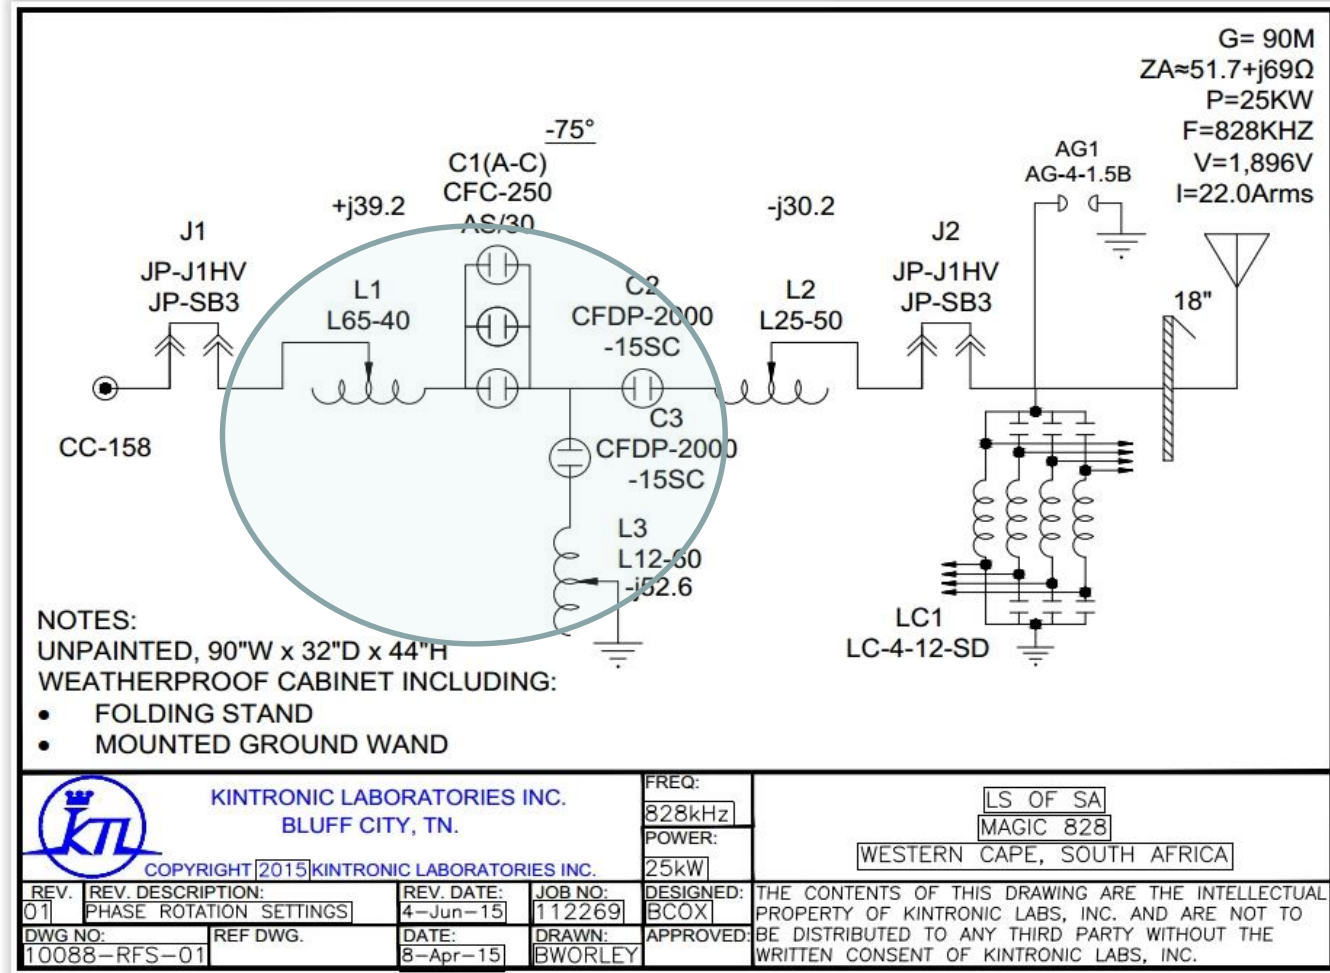 G= 90M
ZA≈51.7+j69Ω
P=25KW
F=828KHZ
V=1,896V
I=22.0Arms
-75°
C1(A-C)
CFC-250
AS/30
+j39.2
-j30.2
AG1
AG-4-1.5B
J1
JP-J1HV
JP-SB3
L1
L65-40
C2
CFDP-2000
-15SC
L2
L25-50
J2
JP-J1HV
JP-SB3
18"
CC-158
C3
CFDP-2000
-15SC
L3
L12-60
-j52.6
LC1
LC-4-12-SD
NOTES:
UNPAINTED, 90"W x 32"D x 44"H
WEATHERPROOF CABINET INCLUDING:
• FOLDING STAND
• MOUNTED GROUND WAND
KTL
KINTRONIC LABORATORIES INC.
BLUFF CITY, TN.
COPYRIGHT 2015 KINTRONIC LABORATORIES INC.
FREQ:
828kHz
POWER:
25kW
LS OF SA
MAGIC 828
WESTERN CAPE, SOUTH AFRICA
REV. REV. DESCRIPTION: REV. DATE: JOB NO: DESIGNED:
01 PHASE ROTATION SETTINGS 4-Jun-15 112269 BCOX
DWG NO: REF DWG. DATE: DRAWN: APPROVED:
10088-RFS-01 8-Apr-15 BWORLEY
THE CONTENTS OF THIS DRAWING ARE THE INTELLECTUAL
PROPERTY OF KINTRONIC LABS, INC. AND ARE NOT TO
BE DISTRIBUTED TO ANY THIRD PARTY WITHOUT THE
WRITTEN CONSENT OF KINTRONIC LABS, INC.